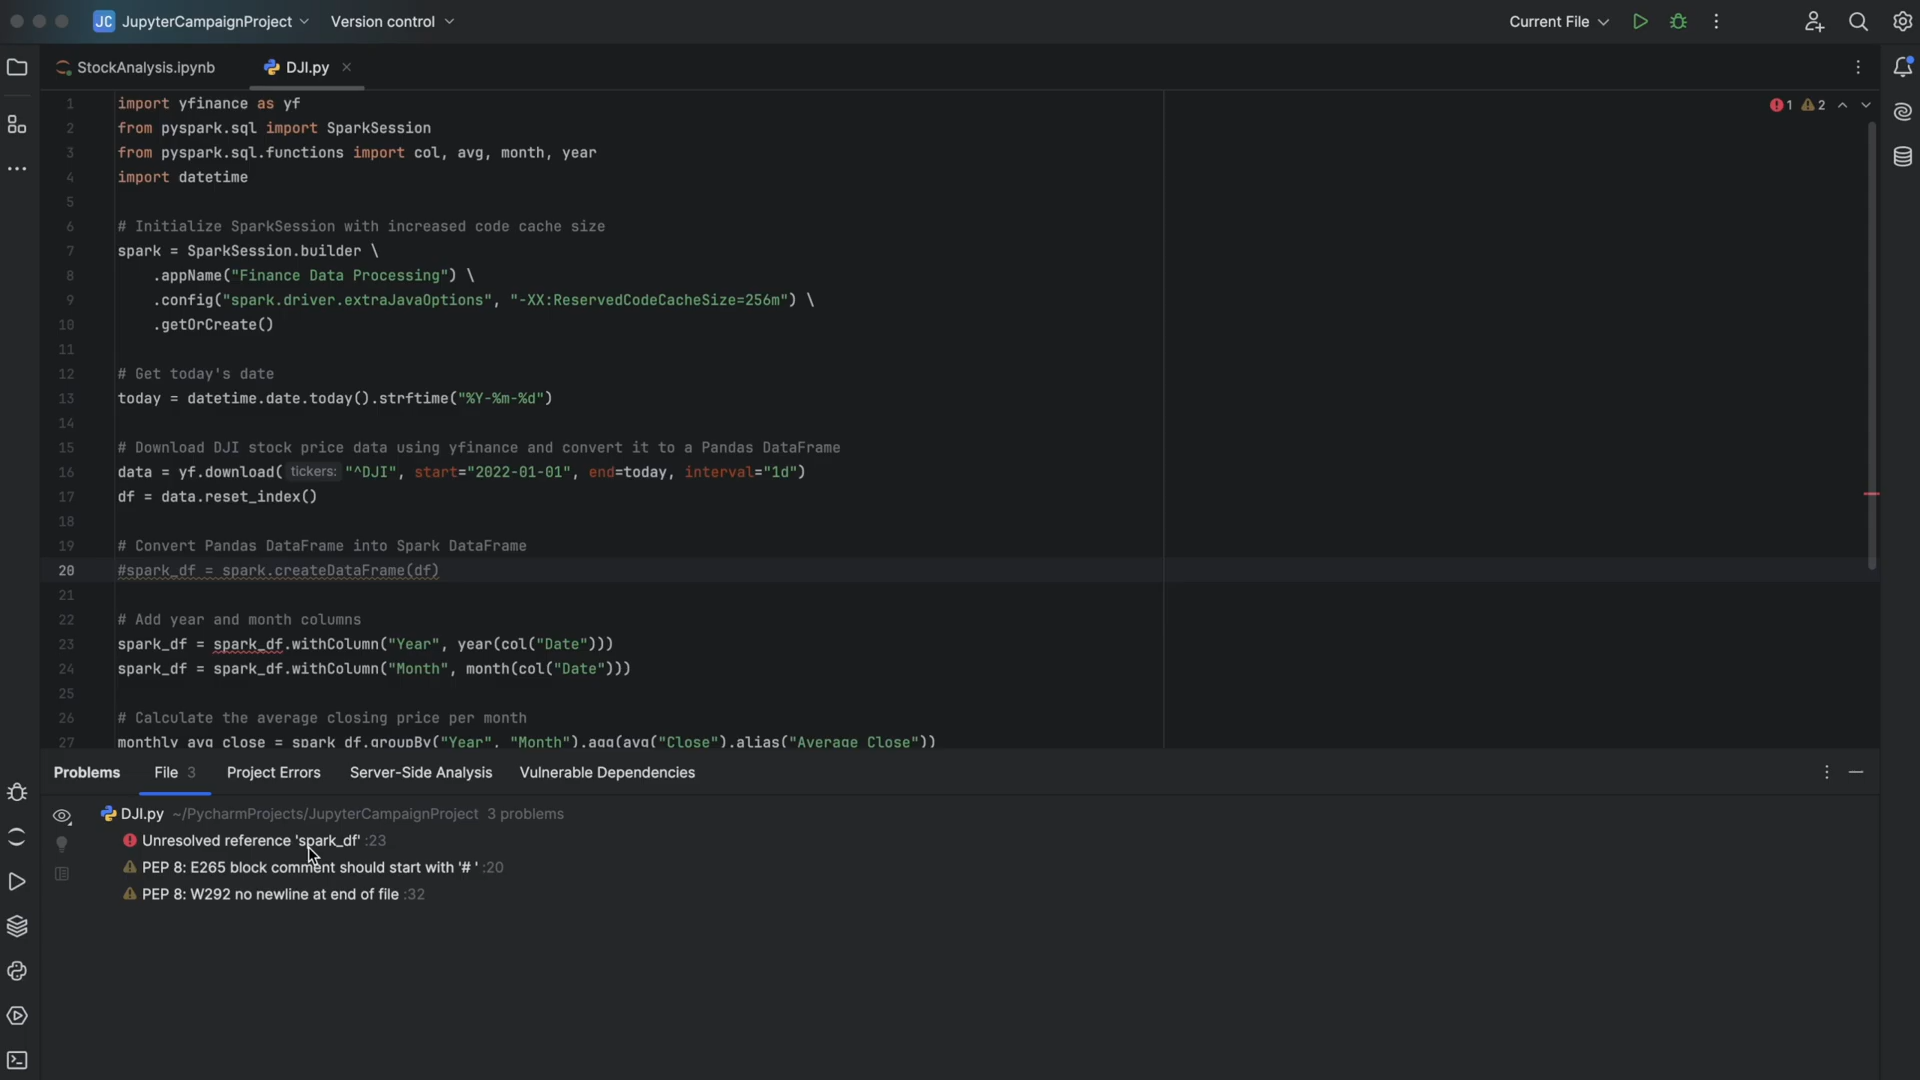 JC JupyterCampaignProject Version control Current File
StockAnalysis.ipynb DJI.py
1 import yfinance as yf
2 from pyspark.sql import SparkSession
3 from pyspark.sql.functions import col, avg, month, year
4 import datetime
5
6 # Initialize SparkSession with increased code cache size
7 spark = SparkSession.builder \
8 .appName("Finance Data Processing") \
9 .config("spark.driver.extraJavaOptions", "-XX:ReservedCodeCacheSize=256m") \
10 .getOrCreate()
11
12 # Get today's date
13 today = datetime.date.today().strftime("%Y-%m-%d")
14
15 # Download DJI stock price data using yfinance and convert it to a Pandas DataFrame
16 data = yf.download( tickers: "^DJI", start="2022-01-01", end=today, interval="1d")
17 df = data.reset_index()
18
19 # Convert Pandas DataFrame into Spark DataFrame
20 #spark_df = spark.createDataFrame(df)
21
22 # Add year and month columns
23 spark_df = spark_df.withColumn("Year", year(col("Date")))
24 spark_df = spark_df.withColumn("Month", month(col("Date")))
25
26 # Calculate the average closing price per month
27 monthly_avg_close = spark_df.groupBy("Year", "Month").agg(avg("Close").alias("Average Close"))
1 2
Problems File 3 Project Errors Server-Side Analysis Vulnerable Dependencies
DJI.py ~/PycharmProjects/JupyterCampaignProject 3 problems
Unresolved reference 'spark_df' :23
PEP 8: E265 block comment should start with '# ' :20
PEP 8: W292 no newline at end of file :32